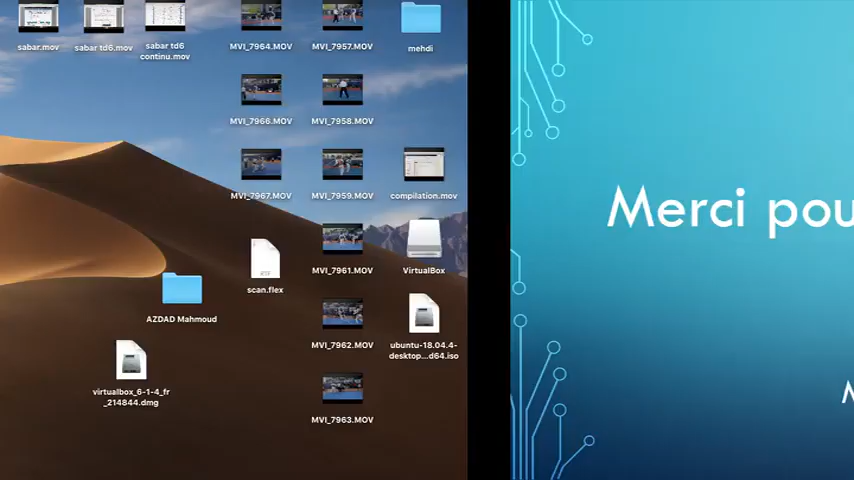 sabar.mov
sabar td6.mov
sabar td6
continu.mov
MVI_7964.MOV
MVI_7957.MOV
mehdi
MVI_7966.MOV
MVI_7958.MOV
MVI_7967.MOV
MVI_7959.MOV
compilation.mov
MVI_7961.MOV
VirtualBox
scan.flex
AZDAD Mahmoud
MVI_7962.MOV
ubuntu-18.04.4-
desktop...d64.iso
virtualbox_6-1-4_fr
_214844.dmg
MVI_7963.MOV
Merci pou
M